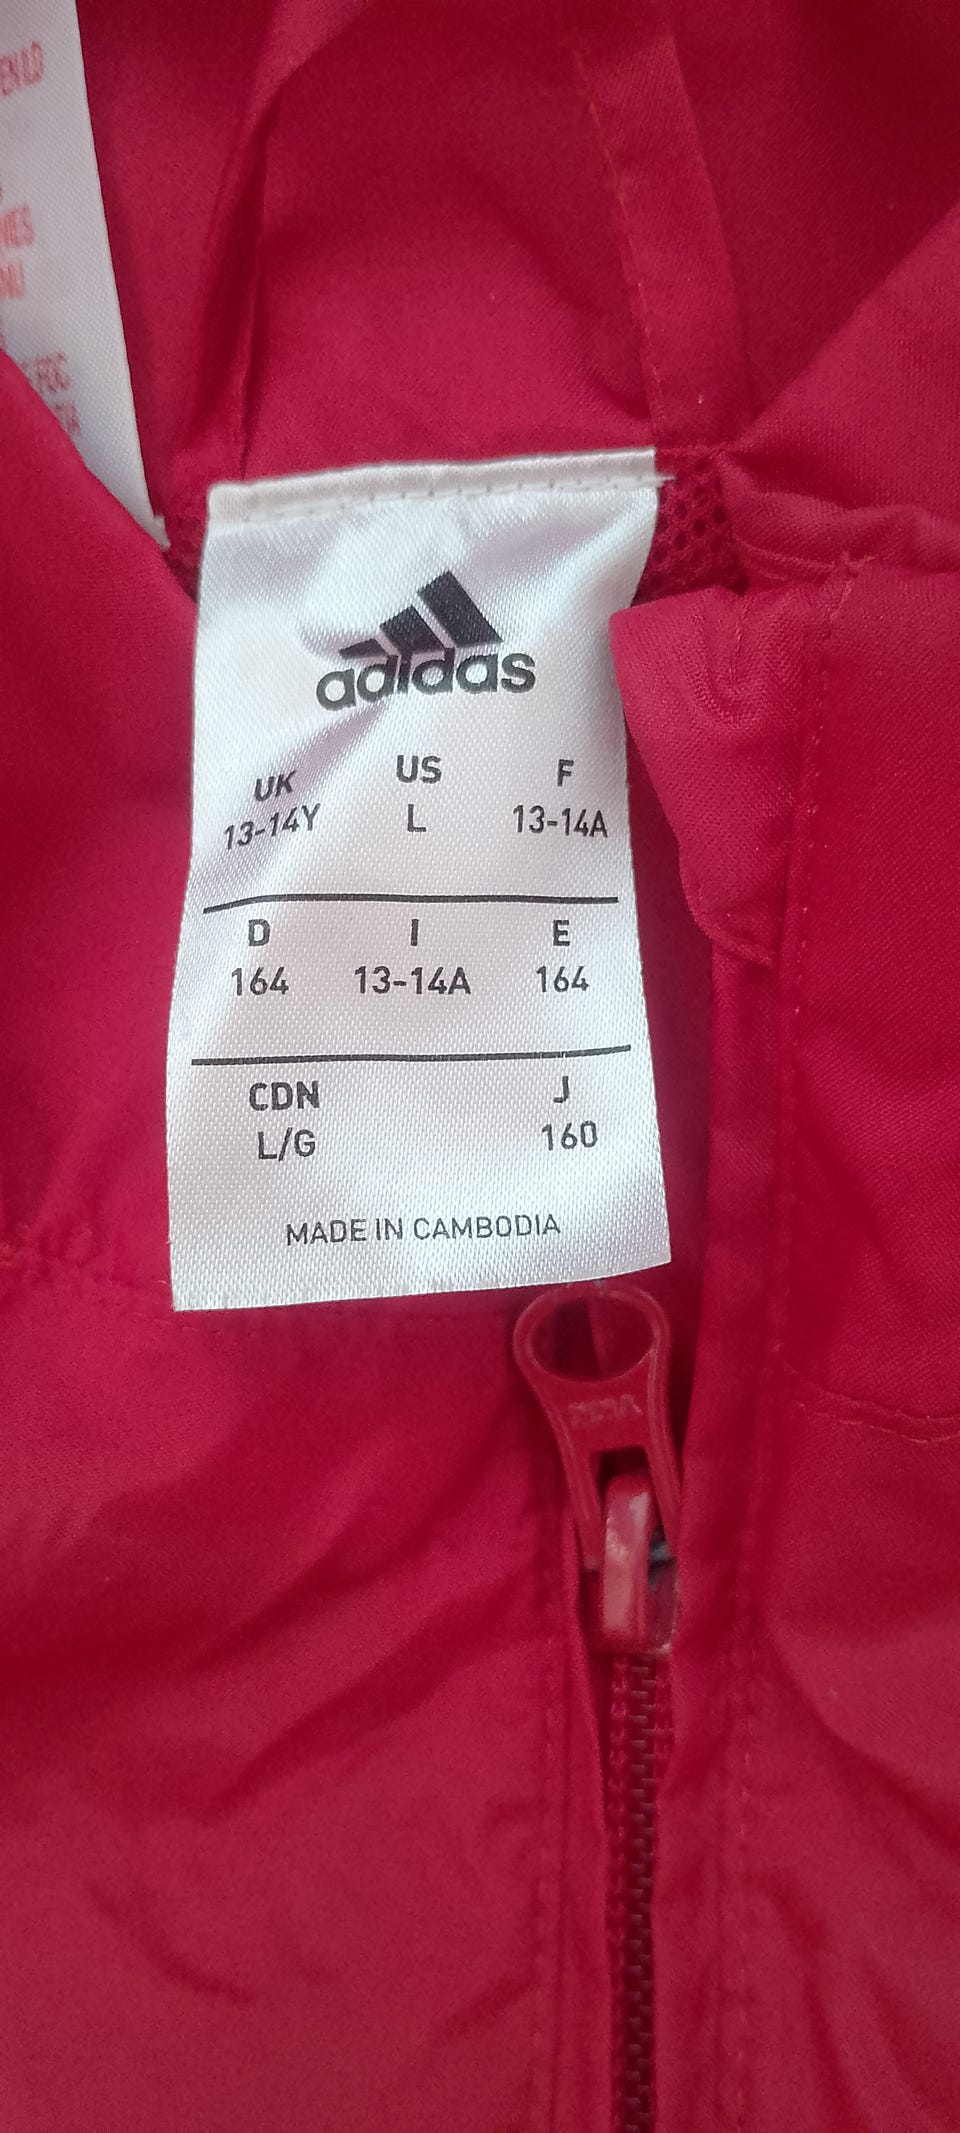 adidas
UK US F
13-14Y L 13-14A
D I E
164 13-14A 164
CDN J
L/G 160
MADE IN CAMBODIA